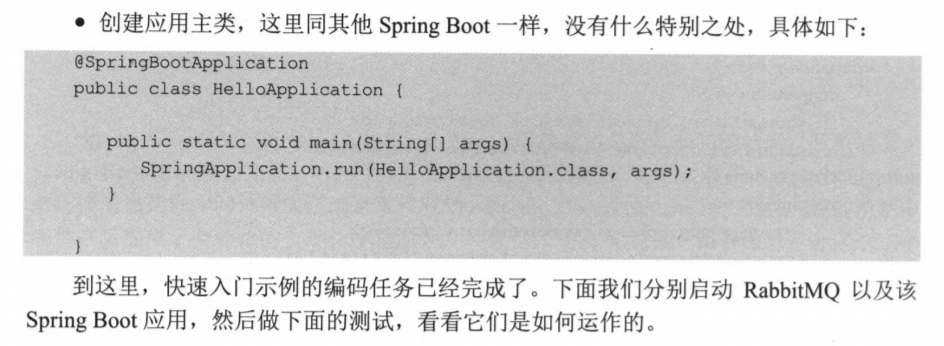 • 创建应用主类，这里同其他 Spring Boot 一样，没有什么特别之处，具体如下：
@SpringBootApplication
public class HelloApplication {
public static void main(String[] args) {
SpringApplication.run(HelloApplication.class, args);
}
}
到这里，快速入门示例的编码任务已经完成了。下面我们分别启动 RabbitMQ 以及该
Spring Boot 应用，然后做下面的测试，看看它们是如何运作的。